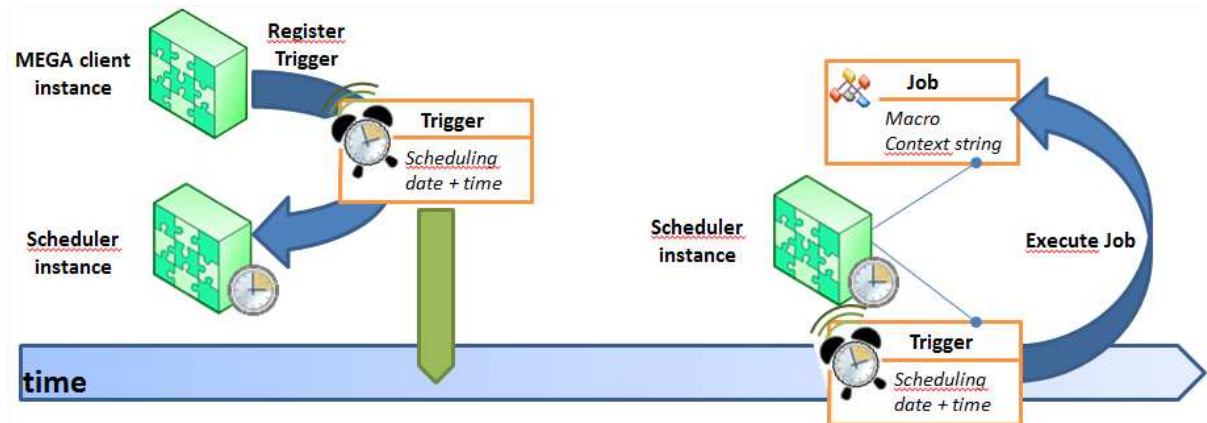 MEGA client
instance
Register
Trigger
Trigger
Scheduling
date + time
Scheduler
instance
Job
Macro
Context string
Scheduler
instance
Execute Job
Trigger
Scheduling
date + time
time